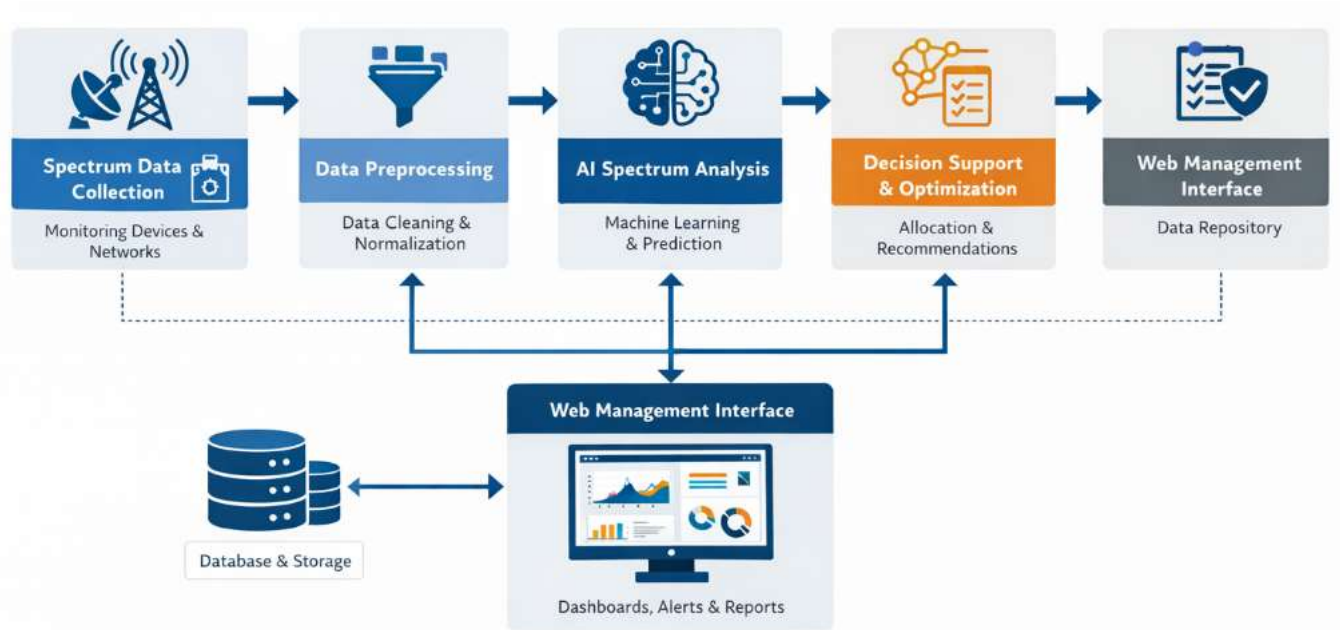 Spectrum Data
Collection
Monitoring Devices &
Networks
Data Preprocessing
Data Cleaning &
Normalization
AI Spectrum Analysis
Machine Learning
& Prediction
Decision Support
& Optimization
Allocation &
Recommendations
Web Management
Interface
Data Repository
Web Management Interface
Dashboards, Alerts & Reports
Database & Storage